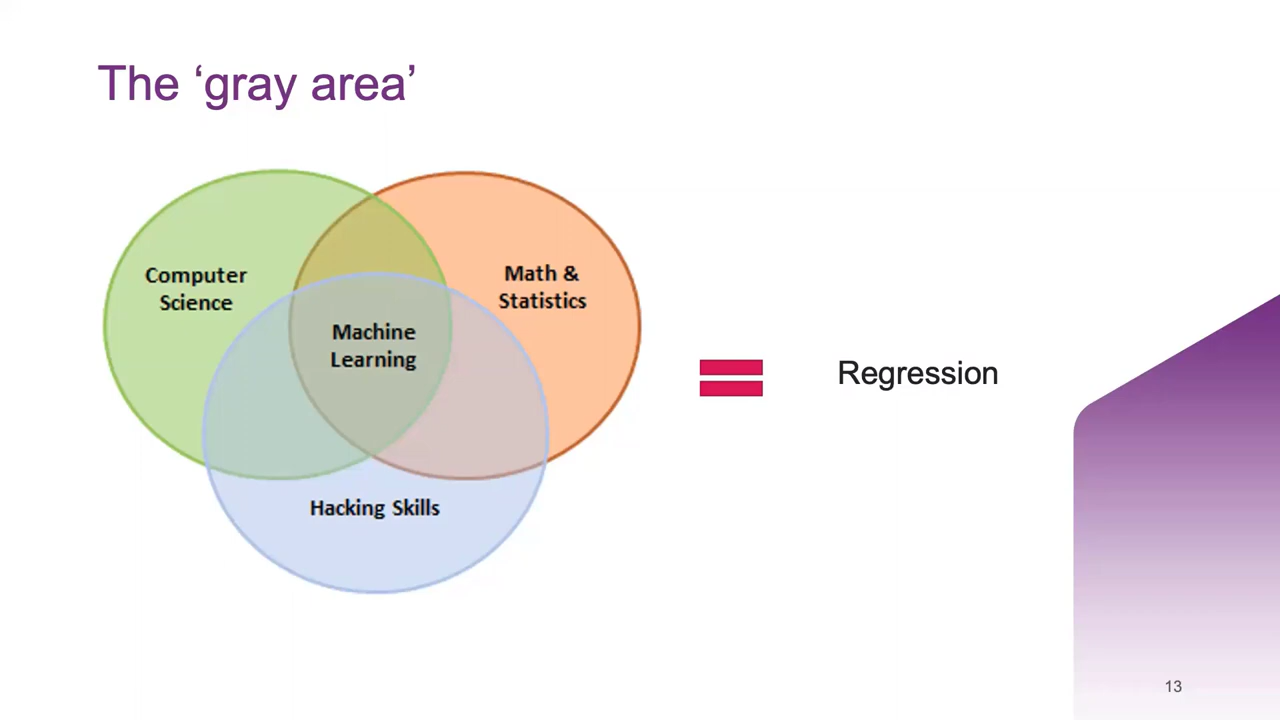 The ‘gray area’
Computer
Science
Math &
Statistics
Machine
Learning
Hacking Skills
Regression
13